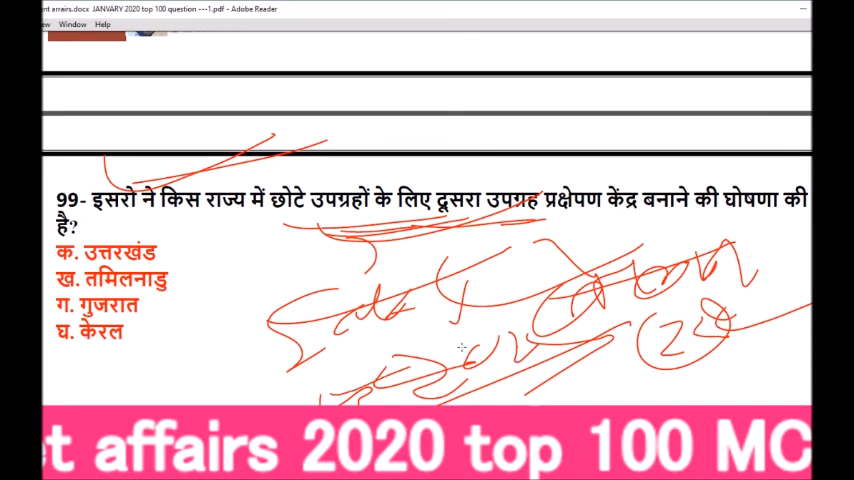 nt arrairs.docx JANVARY 2020 top 100 question ---1.pdf - Adobe Reader
ew Window Help
99- इसरो ने किस राज्य में छोटे उपग्रहों के लिए दूसरा उपग्रह प्रक्षेपण केंद्र बनाने की घोषणा की
है?
क. उत्तरखंड
ख. तमिलनाडु
ग. गुजरात
घ. केरल
et affairs 2020 top 100 MC